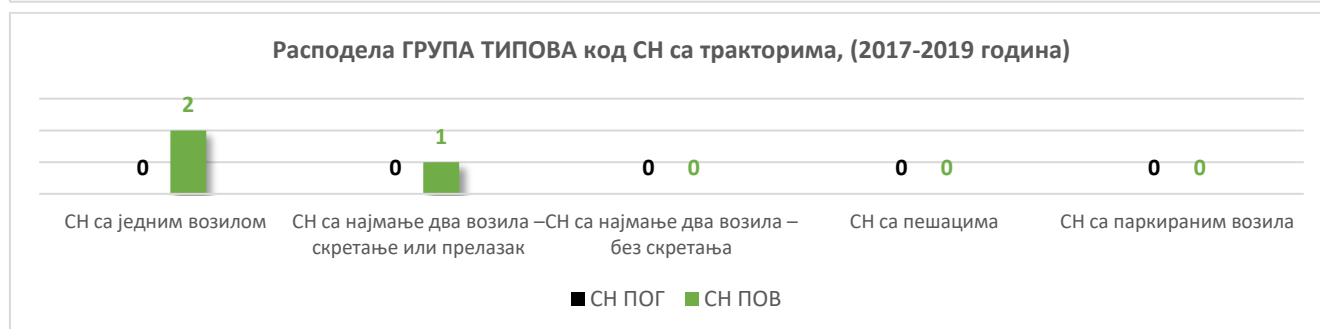 Расподела ГРУПА ТИПОВА код СН са тракторима, (2017-2019 година)
2
0
1
0
0
0
0
0
0
0
СН са једним возилом
СН са најмање два возила –
скретање или прелазак
СН са најмање два возила –
без скретања
СН са пешацима
СН са паркираним возила
СН ПОГ
СН ПОВ